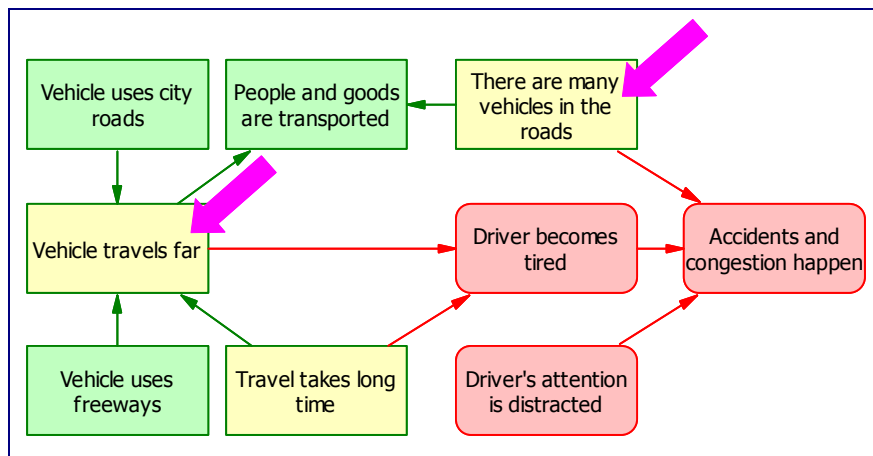 Vehicle uses city
roads
People and goods
are transported
There are many
vehicles in the
roads
Vehicle travels far
Driver becomes
tired
Accidents and
congestion happen
Vehicle uses
freeways
Travel takes long
time
Driver's attention
is distracted